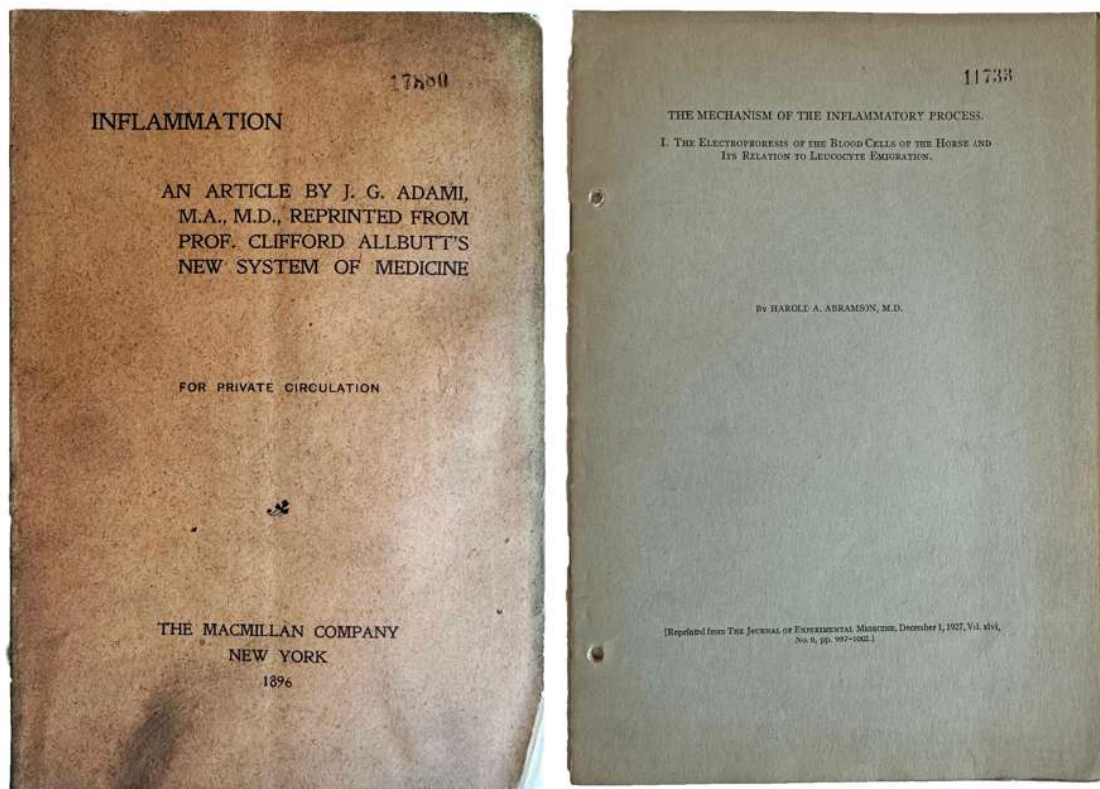 17860
INFLAMMATION
AN ARTICLE BY J. G. ADAMI,
M.A., M.D., REPRINTED FROM
PROF. CLIFFORD ALLBUTT'S
NEW SYSTEM OF MEDICINE
FOR PRIVATE CIRCULATION
THE MACMILLAN COMPANY
NEW YORK
1896
11733
THE MECHANISM OF THE INFLAMMATORY PROCESS.
I. THE ELECTROPHORESIS OF THE BLOOD CELLS OF THE HORSE AND
ITS RELATION TO LEUCOCYTE EMIGRATION.
BY HAROLD A. ABRAMSON, M.D.
[Reprinted from THE JOURNAL OF EXPERIMENTAL MEDICINE, December 1, 1927, Vol. xlvi,
No. 6, pp. 987-1002.]